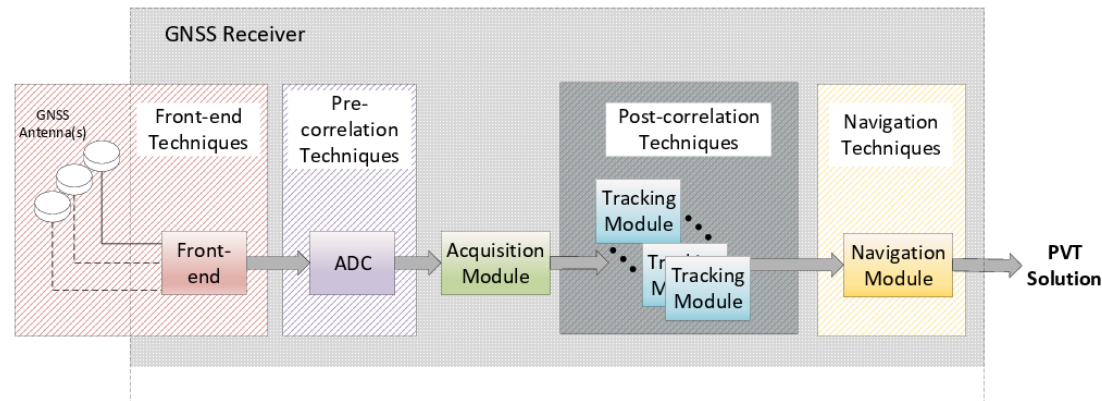 GNSS Receiver
GNSS
Antenna(s)
Front-end
Techniques
Pre-
correlation
Techniques
Post-correlation
Techniques
Navigation
Techniques
Front-
end
ADC
Acquisition
Module
Tracking
Module
Tracking
Module
Navigation
Module
PVT
Solution